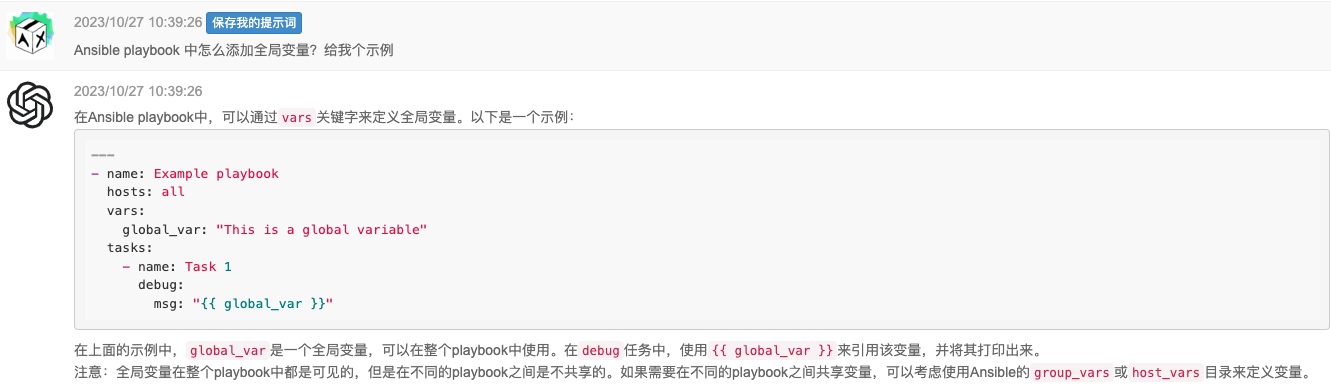 2023/10/27 10:39:26 保存我的提示词
Ansible playbook 中怎么添加全局变量？给我个示例
2023/10/27 10:39:26
在Ansible playbook中，可以通过 vars 关键字来定义全局变量。以下是一个示例：
---
- name: Example playbook
  hosts: all
  vars:
    global_var: "This is a global variable"
  tasks:
    - name: Task 1
      debug:
        msg: "{{ global_var }}"
在上面的示例中， global_var 是一个全局变量，可以在整个playbook中使用。在 debug 任务中，使用 {{ global_var }} 来引用该变量，并将其打印出来。
注意：全局变量在整个playbook中都是可见的，但是在不同的playbook之间是不共享的。如果需要在不同的playbook之间共享变量，可以考虑使用Ansible的 group_vars 或 host_vars 目录来定义变量。